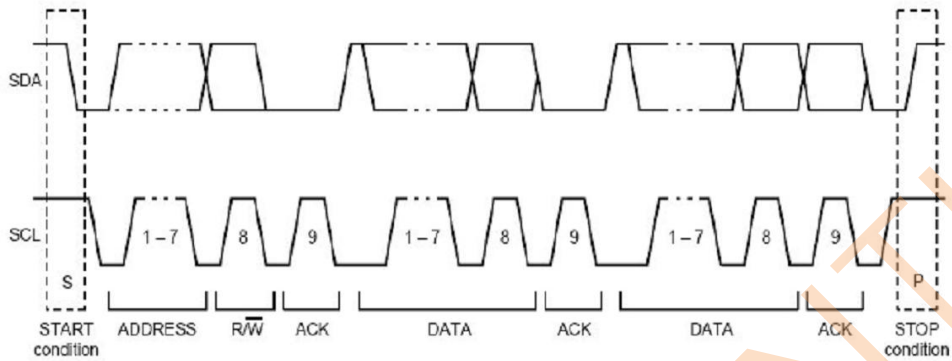 SDA
SCL
1 – 7 8 9 1 – 7 8 9 1 – 7 8 9
S P
START condition ADDRESS R/W̅ ACK DATA ACK DATA ACK STOP condition